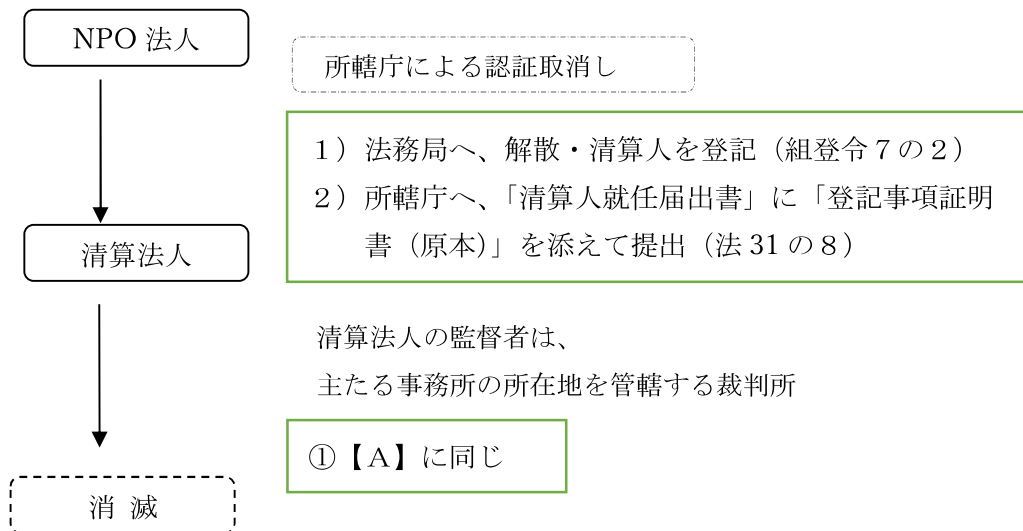 NPO 法人
所轄庁による認証取消し
１）法務局へ、解散・清算人を登記（組登令７の２）
２）所轄庁へ、「清算人就任届出書」に「登記事項証明
書（原本）」を添えて提出（法 31 の８）
清算法人
清算法人の監督者は、
主たる事務所の所在地を管轄する裁判所
①【Ａ】に同じ
消 滅